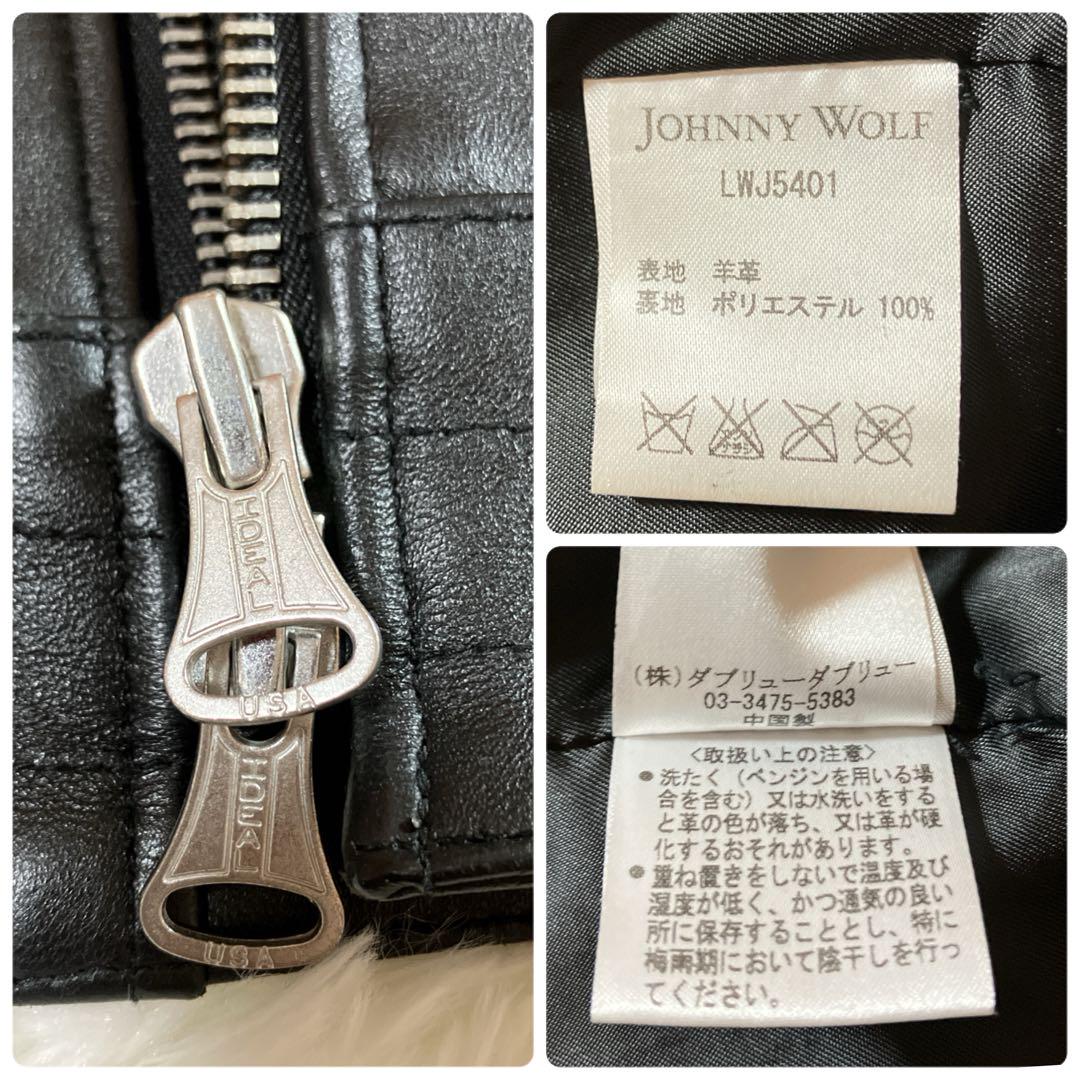 IDEAL
USA
IDEAL
USA
JOHNNY WOLF
LWJ5401
表地 羊革
裏地 ポリエステル 100%
エンソ
サラシ
(株)ダブリューダブリュー
03-3475-5383
中国製
〈取扱い上の注意〉
●洗たく(ベンジンを用いる場
合を含む)又は水洗いをする
と革の色が落ち、又は革が硬
化するおそれがあります。
●重ね置きをしないで温度及び
湿度が低く、かつ通気の良い
所に保存することとし、特に
梅雨期において陰干しを行っ
てください。